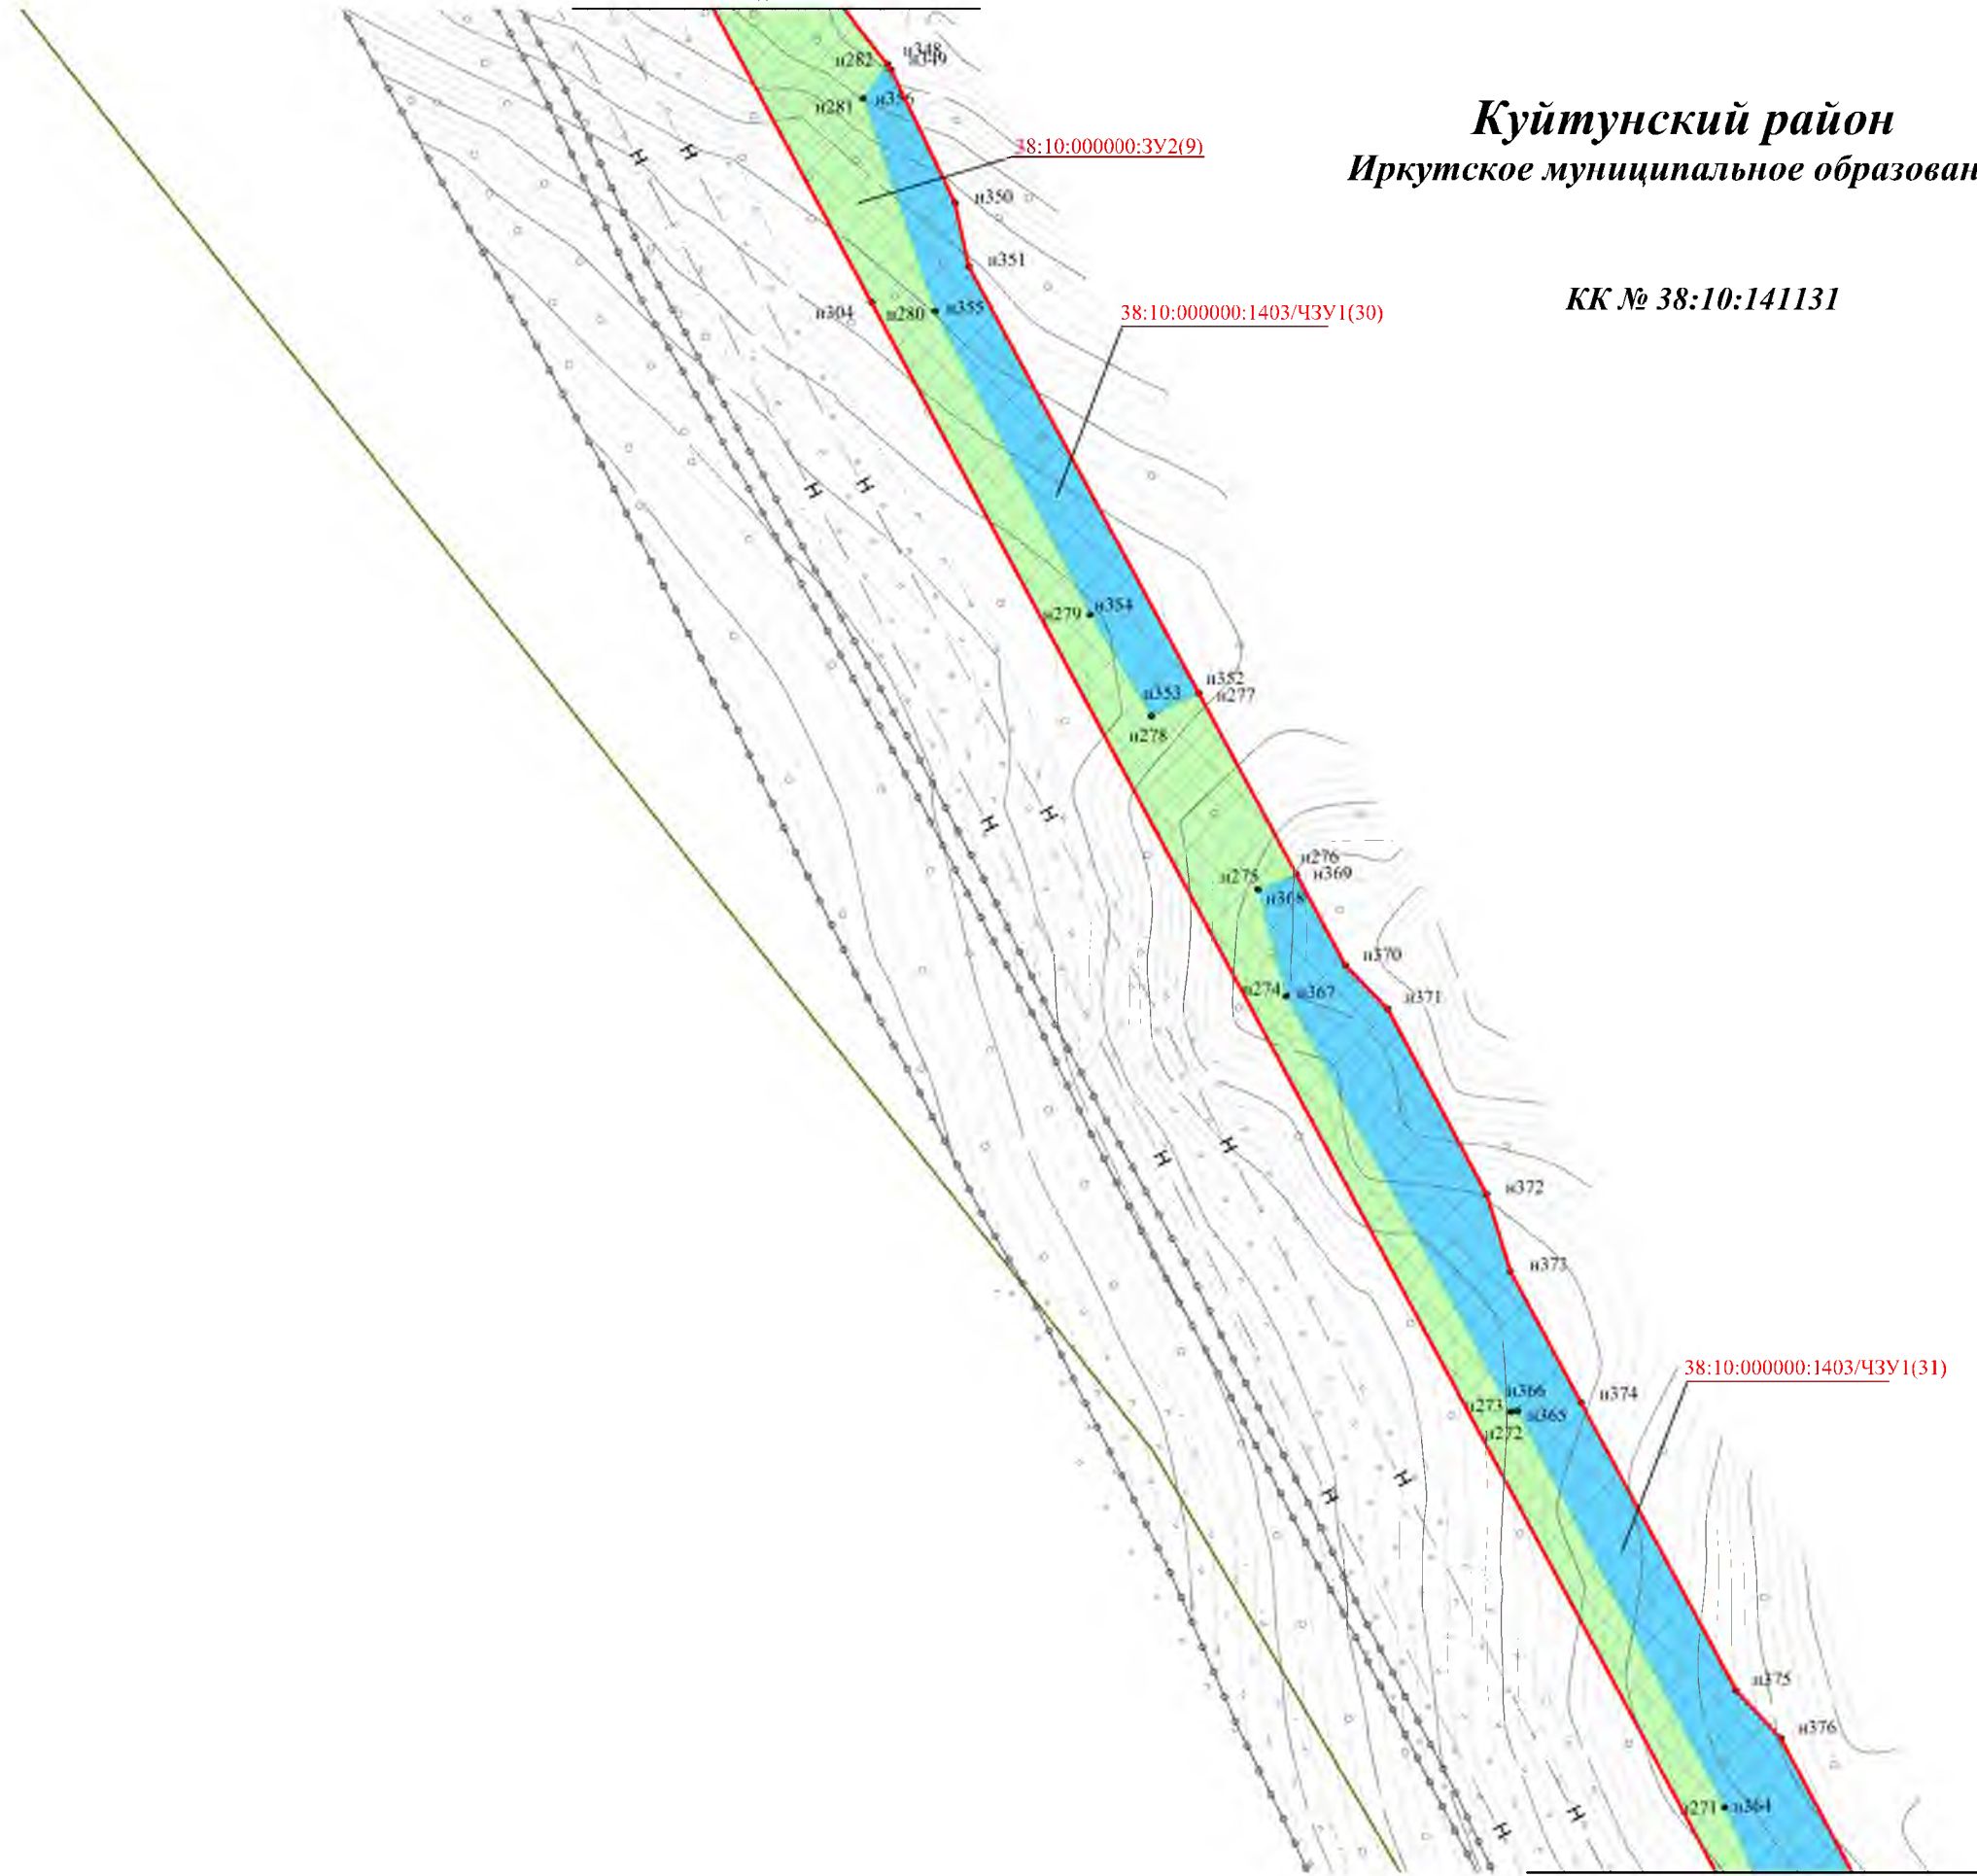 н348
н282
н349
н281
н356
Куйтунский район
Иркутское муниципальное образован
38:10:000000:ЗУ2(9)
н350
н351
КК № 38:10:141131
н304
н280
н355
38:10:000000:1403/ЧЗУ1(30)
Н
Н
Н
Н
н279
н354
н352
н353
н277
н278
Н
Н
н276
н275
н369
н368
н370
н274
н367
н371
Н
Н
н372
н373
38:10:000000:1403/ЧЗУ1(31)
н366
н374
н273
н365
н272
Н
Н
н375
н376
н271
н364
Н
Н